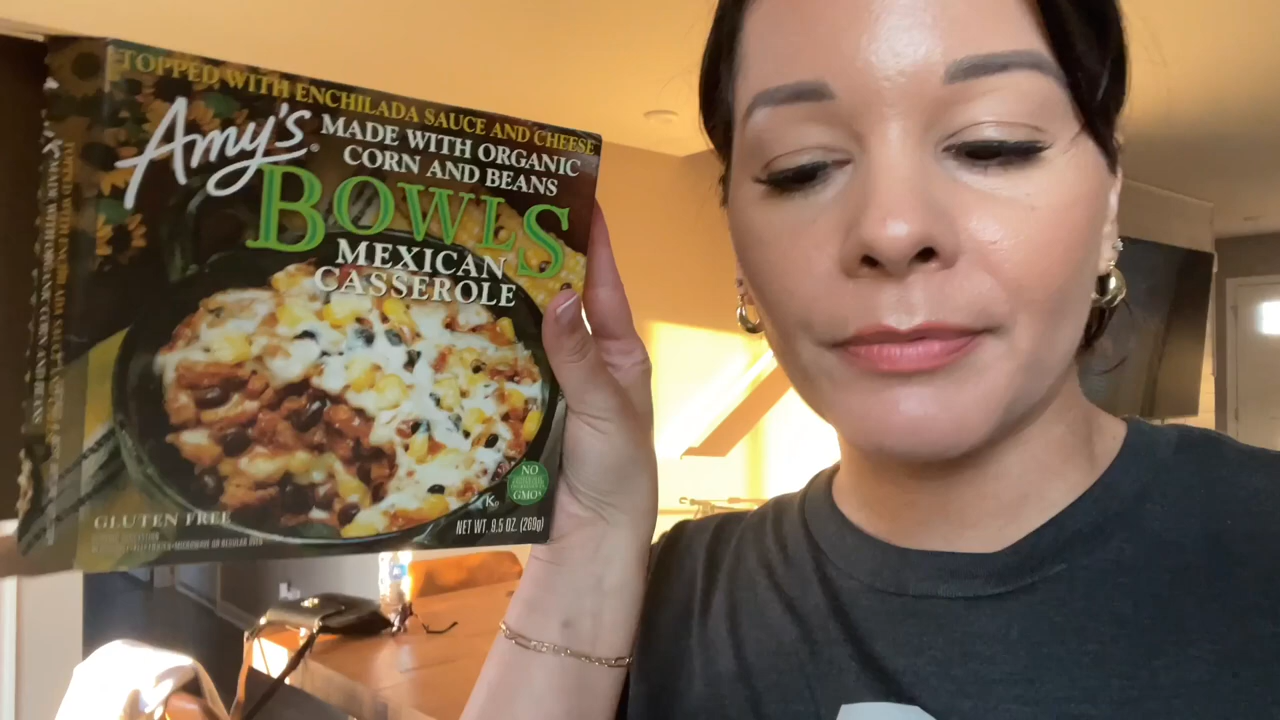 TOPPED WITH ENCHILADA SAUCE AND CHEESE
Amy's
MADE WITH ORGANIC
CORN AND BEANS
BOWLS
MEXICAN
CASSEROLE
NO
GMOs
K
GLUTEN FREE
NET WT. 9.5 OZ. (269g)